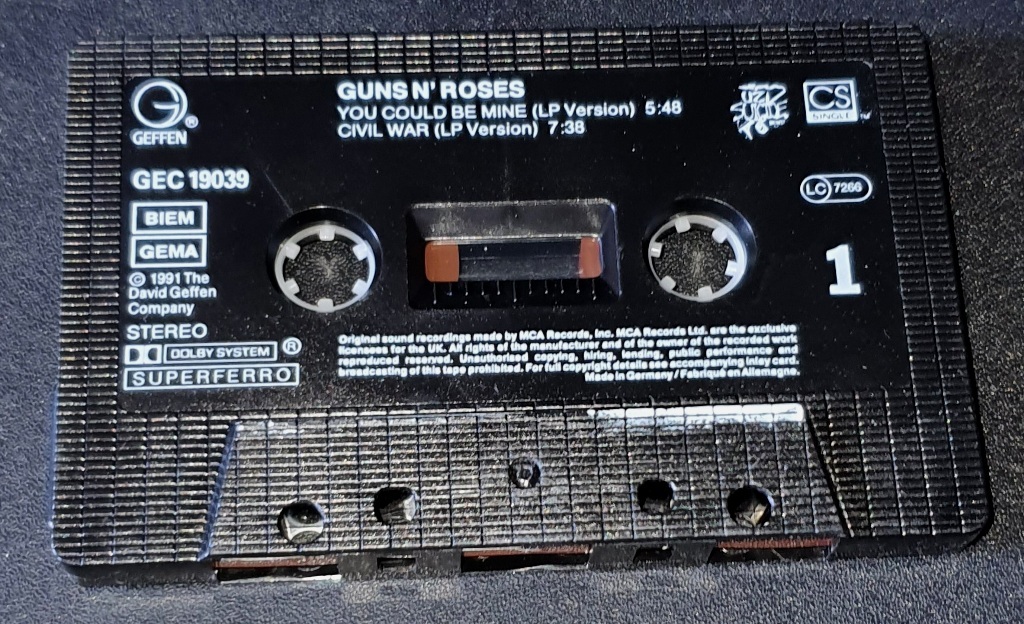 GUNS N' ROSES
YOU COULD BE MINE (LP Version) 5:48
CIVIL WAR (LP Version) 7:38
G ®
GEFFEN
UZI
SUICIDE
CS
SINGLE ™
GEC 19039
LC 7266
BIEM
GEMA
1
© 1991 The
David Geffen
Company
STEREO
DOLBY SYSTEM ®
SUPERFERRO
Original sound recordings made by MCA Records, Inc. MCA Records Ltd. are the exclusive
licensees for the UK. All rights of the manufacturer and of the owner of the recorded work
reproduced reserved. Unauthorised copying, hiring, lending, public performance and
broadcasting of this tape prohibited. For full copyright details see accompanying inlay card.
Made in Germany / Fabriqué en Allemagne.